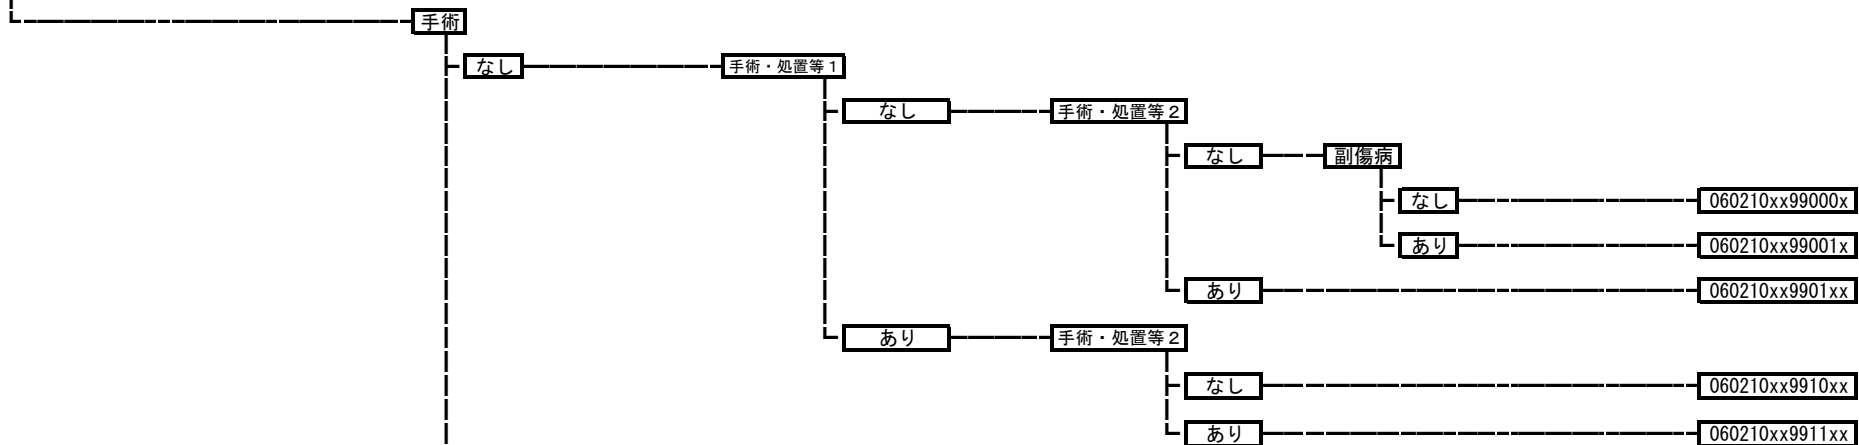 手術
なし 手術・処置等１
なし 手術・処置等２
なし 副傷病
なし 060210xx99000x
あり 060210xx99001x
あり 060210xx9901xx
あり 手術・処置等２
なし 060210xx9910xx
あり 060210xx9911xx